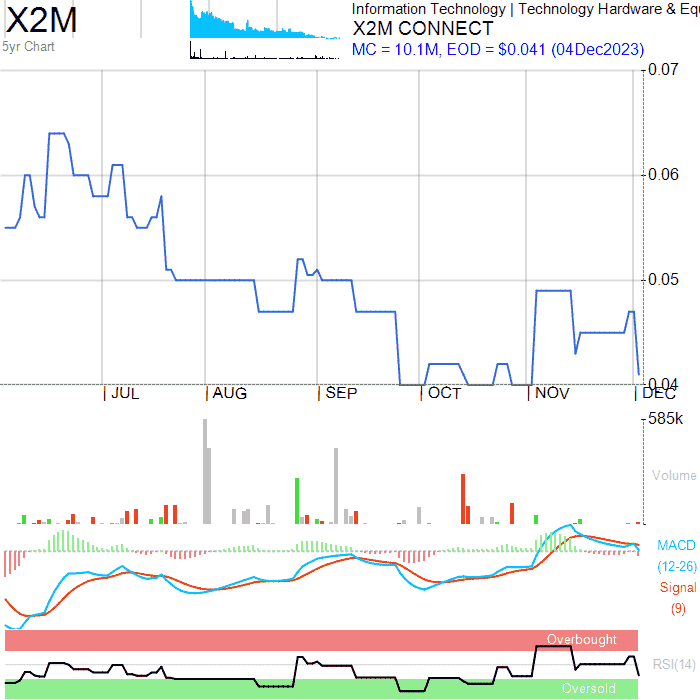 X2M
5yr Chart
Information Technology | Technology Hardware & Equ
X2M CONNECT
MC = 10.1M, EOD = $0.041 (04Dec2023)
0.07
0.06
0.05
0.04
JUL
AUG
SEP
OCT
NOV
DEC
585k
Volume
MACD
(12-26)
Signal
(9)
Overbought
RSI(14)
Oversold